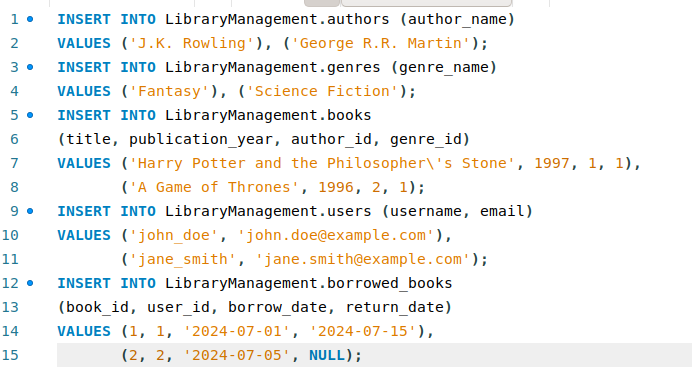 1 INSERT INTO LibraryManagement.authors (author_name)
2 VALUES ('J.K. Rowling'), ('George R.R. Martin');
3 INSERT INTO LibraryManagement.genres (genre_name)
4 VALUES ('Fantasy'), ('Science Fiction');
5 INSERT INTO LibraryManagement.books
6 (title, publication_year, author_id, genre_id)
7 VALUES ('Harry Potter and the Philosopher\'s Stone', 1997, 1, 1),
8 ('A Game of Thrones', 1996, 2, 1);
9 INSERT INTO LibraryManagement.users (username, email)
10 VALUES ('john_doe', 'john.doe@example.com'),
11 ('jane_smith', 'jane.smith@example.com');
12 INSERT INTO LibraryManagement.borrowed_books
13 (book_id, user_id, borrow_date, return_date)
14 VALUES (1, 1, '2024-07-01', '2024-07-15'),
15 (2, 2, '2024-07-05', NULL);